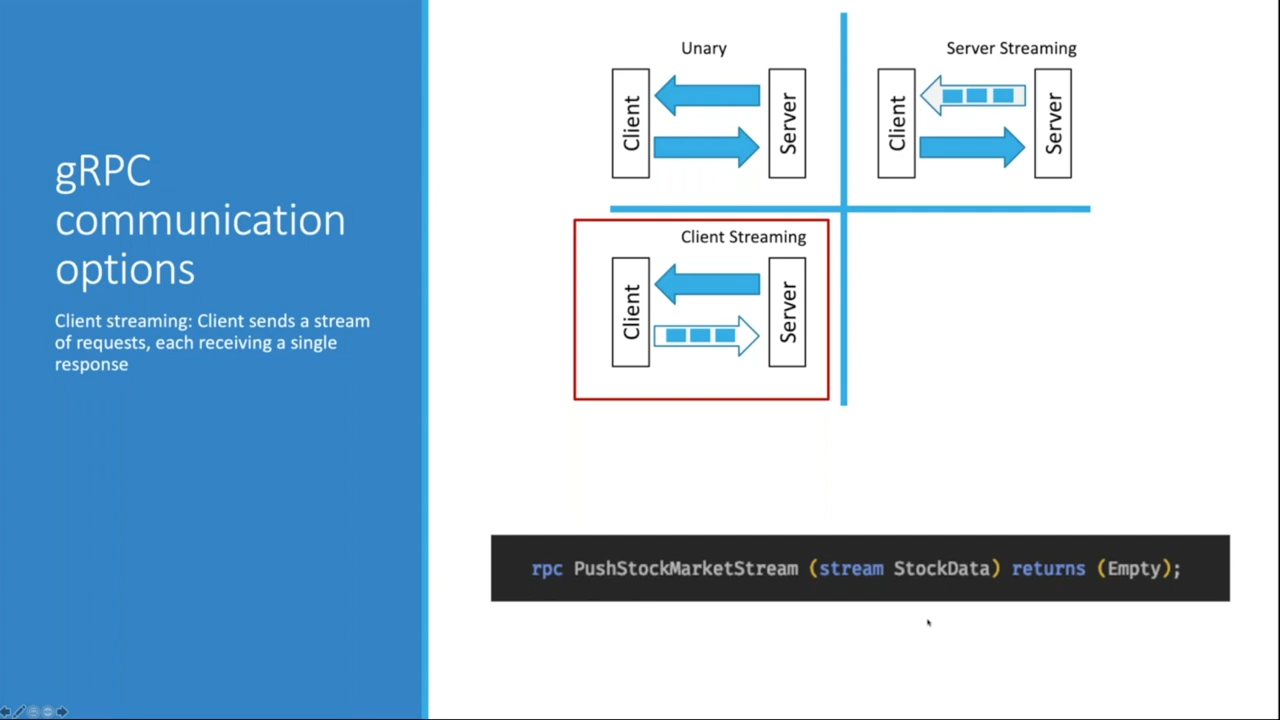 gRPC
communication
options
Client streaming: Client sends a stream
of requests, each receiving a single
response
Unary
Client
Server
Server Streaming
Client
Server
Client Streaming
Client
Server
rpc PushStockMarketStream (stream StockData) returns (Empty);